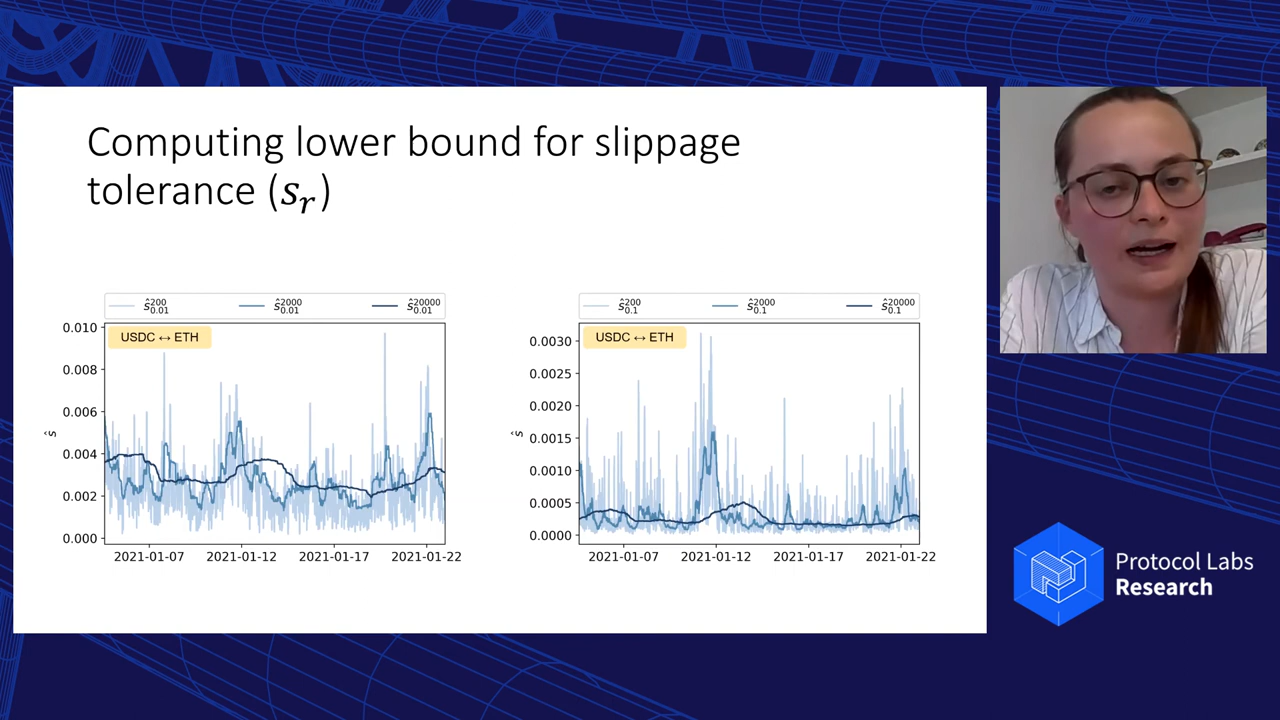 Computing lower bound for slippage
tolerance (s_r)
ŝ^200_0.01 ŝ^2000_0.01 ŝ^20000_0.01
USDC ↔ ETH
0.010
0.008
0.006
0.004
0.002
0.000
ŝ
2021-01-07 2021-01-12 2021-01-17 2021-01-22
ŝ^200_0.1 ŝ^2000_0.1 ŝ^20000_0.1
USDC ↔ ETH
0.0030
0.0025
0.0020
0.0015
0.0010
0.0005
0.0000
ŝ
2021-01-07 2021-01-12 2021-01-17 2021-01-22
Protocol Labs
Research